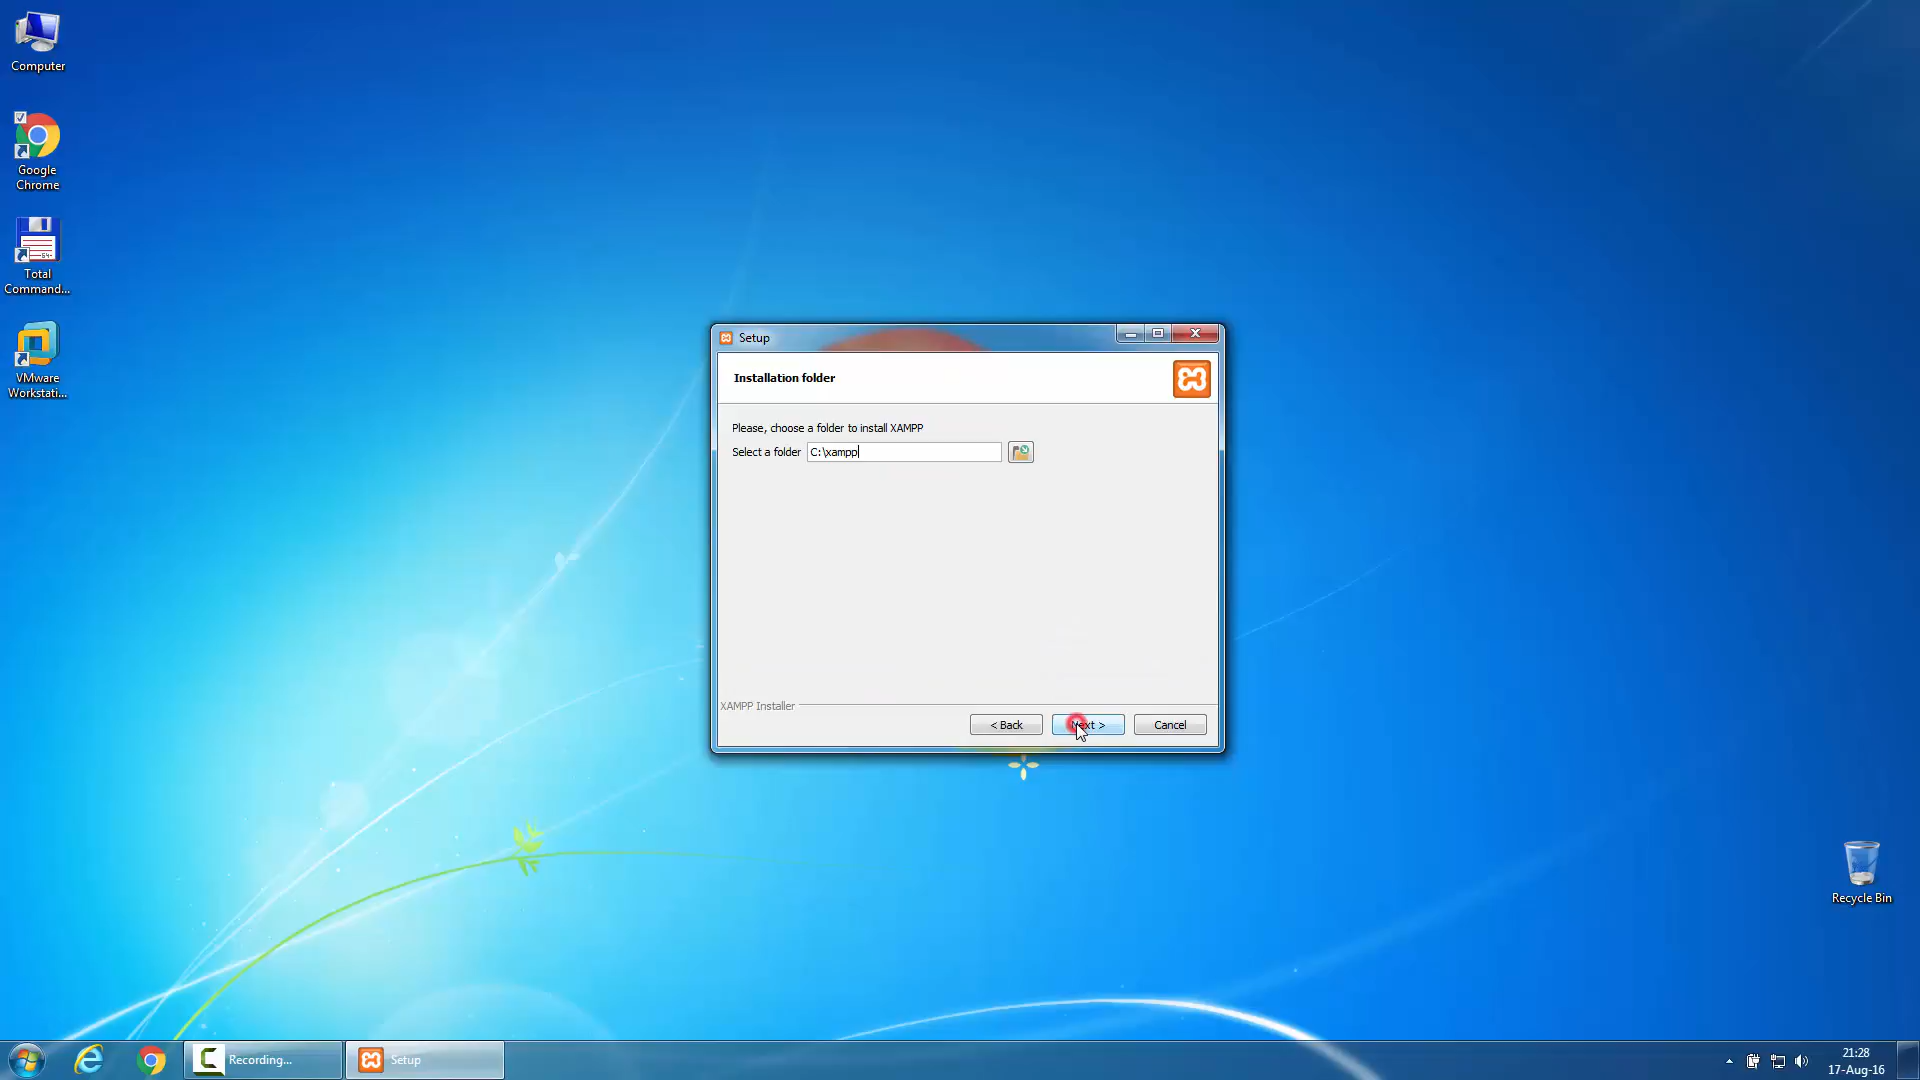 Computer
Google
Chrome
Total
Command...
VMware
Workstati...
Setup
Installation folder
Please, choose a folder to install XAMPP
Select a folder C:\xampp
XAMPP Installer
< Back Next > Cancel
Recycle Bin
Recording... Setup
21:28
17-Aug-16